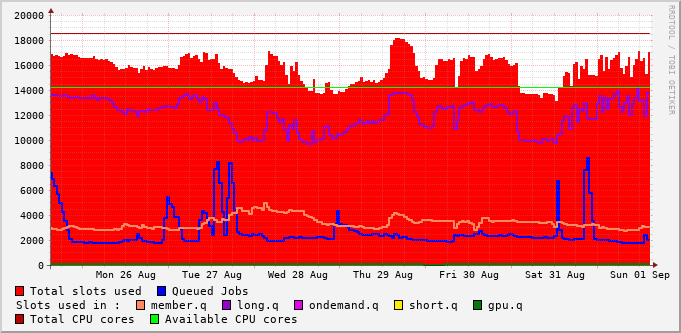 20000
18000
16000
14000
12000
10000
8000
6000
4000
2000
0
Mon 26 Aug Tue 27 Aug Wed 28 Aug Thu 29 Aug Fri 30 Aug Sat 31 Aug Sun 01 Sep
RRDTOOL / TOBI OETIKER
Total slots used Queued Jobs
Slots used in : member.q long.q ondemand.q short.q gpu.q
Total CPU cores Available CPU cores